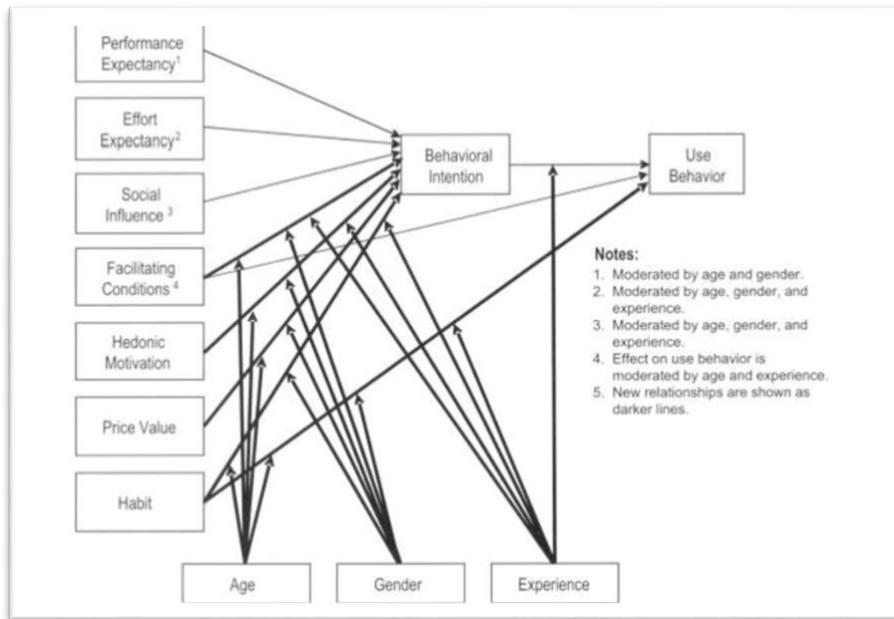 Performance
Expectancy1
Effort
Expectancy2
Social
Influence 3
Facilitating
Conditions 4
Hedonic
Motivation
Price Value
Habit
Behavioral
Intention
Use
Behavior
Notes:
1. Moderated by age and gender.
2. Moderated by age, gender, and
experience.
3. Moderated by age, gender, and
experience.
4. Effect on use behavior is
moderated by age and experience.
5. New relationships are shown as
darker lines.
Age
Gender
Experience